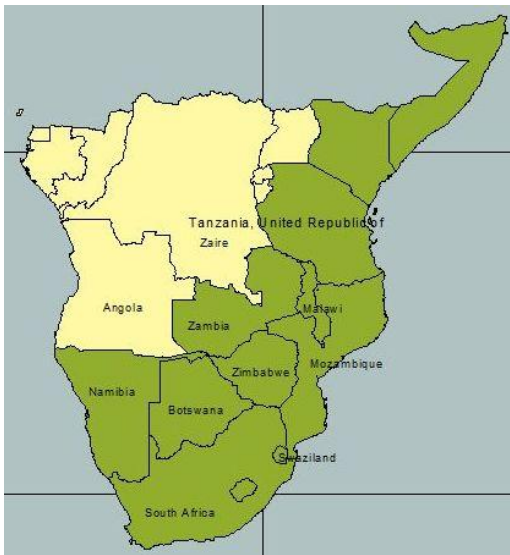 Tanzania, United Republic of
Zaire
Angola
Malawi
Zambia
Mozambique
Zimbabwe
Namibia
Botswana
Swaziland
South Africa